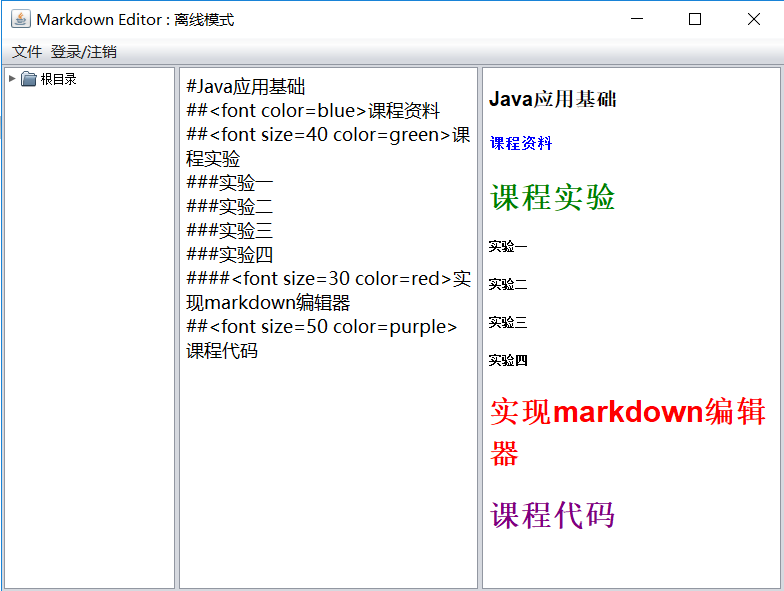 Markdown Editor : 离线模式
文件 登录/注销
根目录
#Java应用基础
##<font color=blue>课程资料
##<font size=40 color=green>课
程实验
###实验一
###实验二
###实验三
###实验四
####<font size=30 color=red>实
现markdown编辑器
##<font size=50 color=purple>
课程代码
Java应用基础
课程资料
课程实验
实验一
实验二
实验三
实验四
实现markdown编辑
器
课程代码